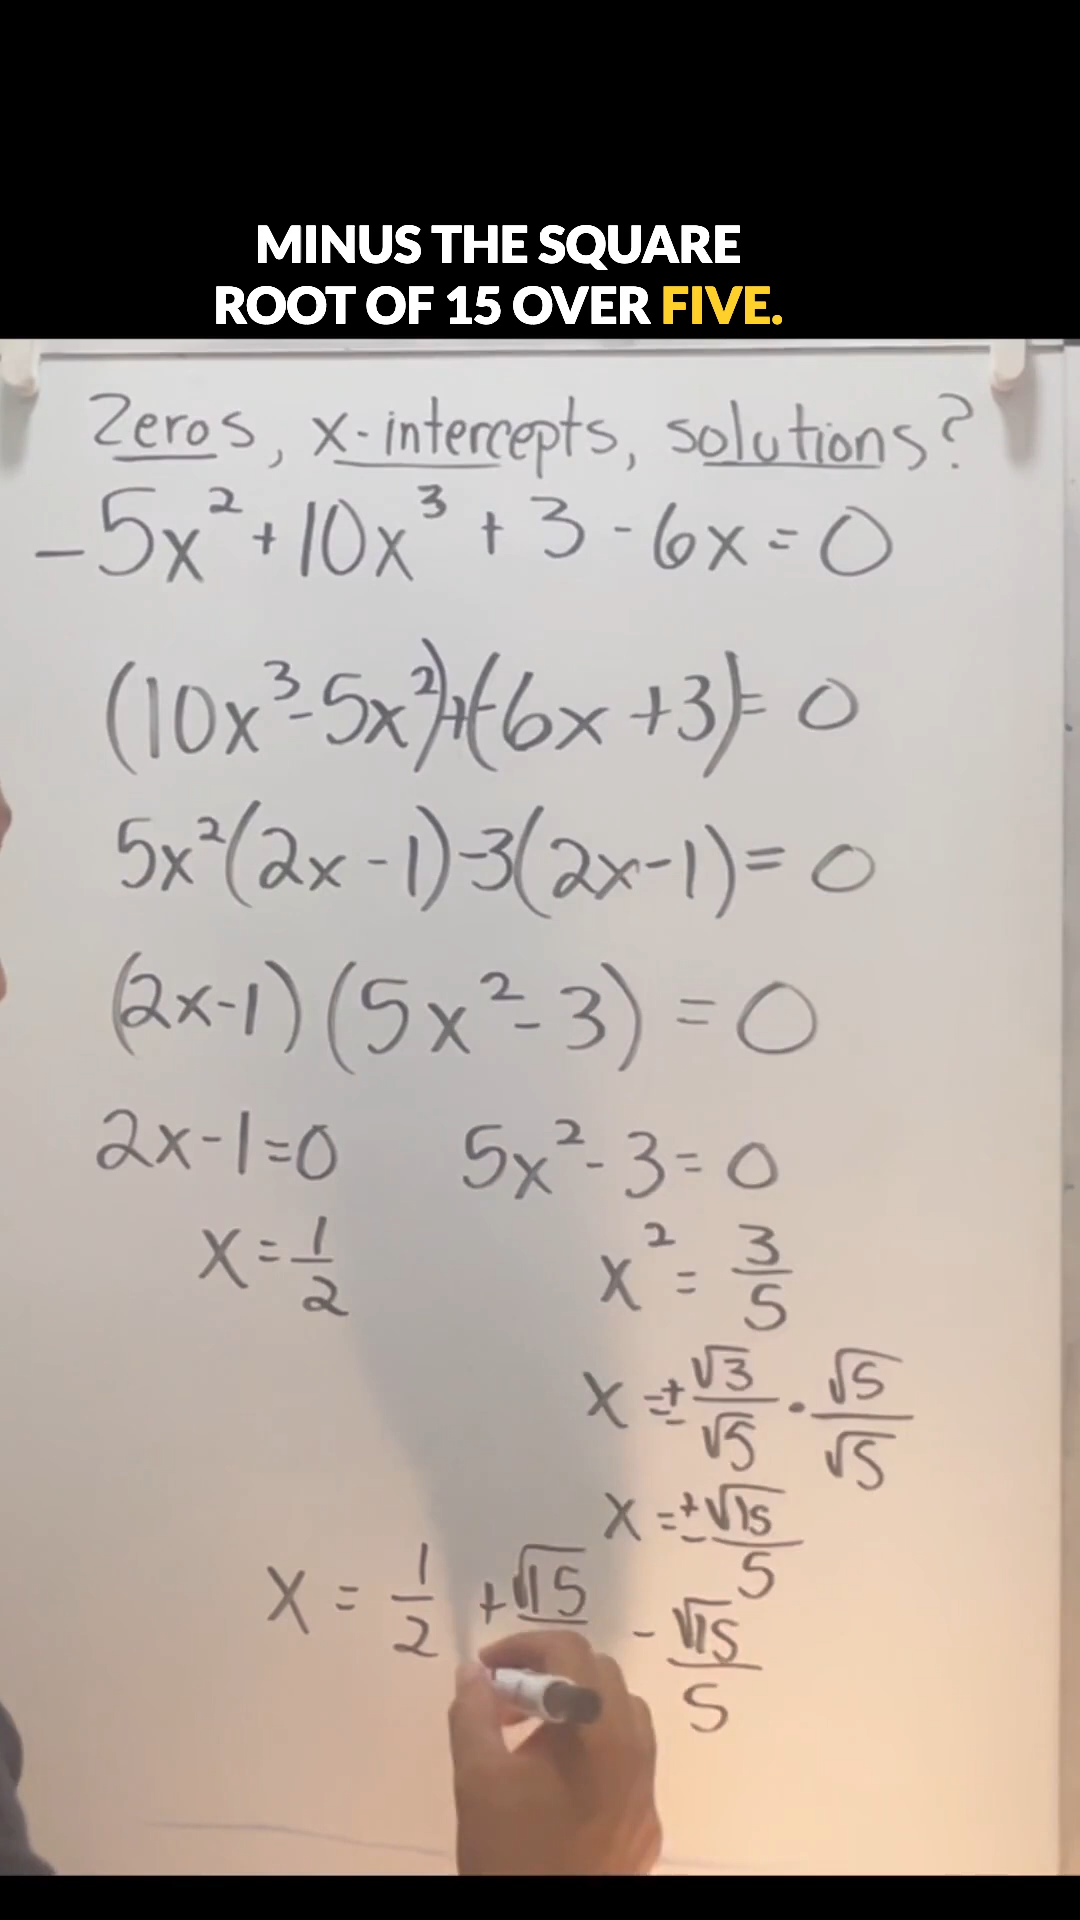 MINUS THE SQUARE
ROOT OF 15 OVER FIVE.
Zeros, x-intercepts, solutions?
-5x² + 10x³ + 3 - 6x = 0
(10x³-5x²)+(-6x+3)= 0
5x²(2x-1)-3(2x-1)= 0
(2x-1)(5x²-3) = 0
2x-1=0 5x²-3=0
x=1/2 x² = 3/5
x=±√3/√5 · √5/√5
x=±√15/5
x = 1/2 +√15 -√15/5